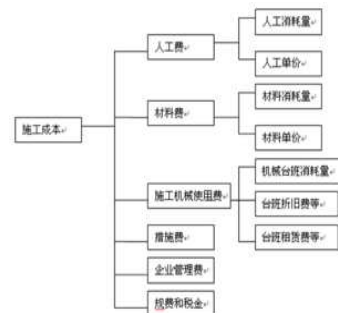 人工消耗量
人工费
人工单价
材料消耗量
材料费
施工成本
材料单价
机械台班消耗量
施工机械使用费
台班折旧费等
措施费
台班租赁费等
企业管理费
规费和税金